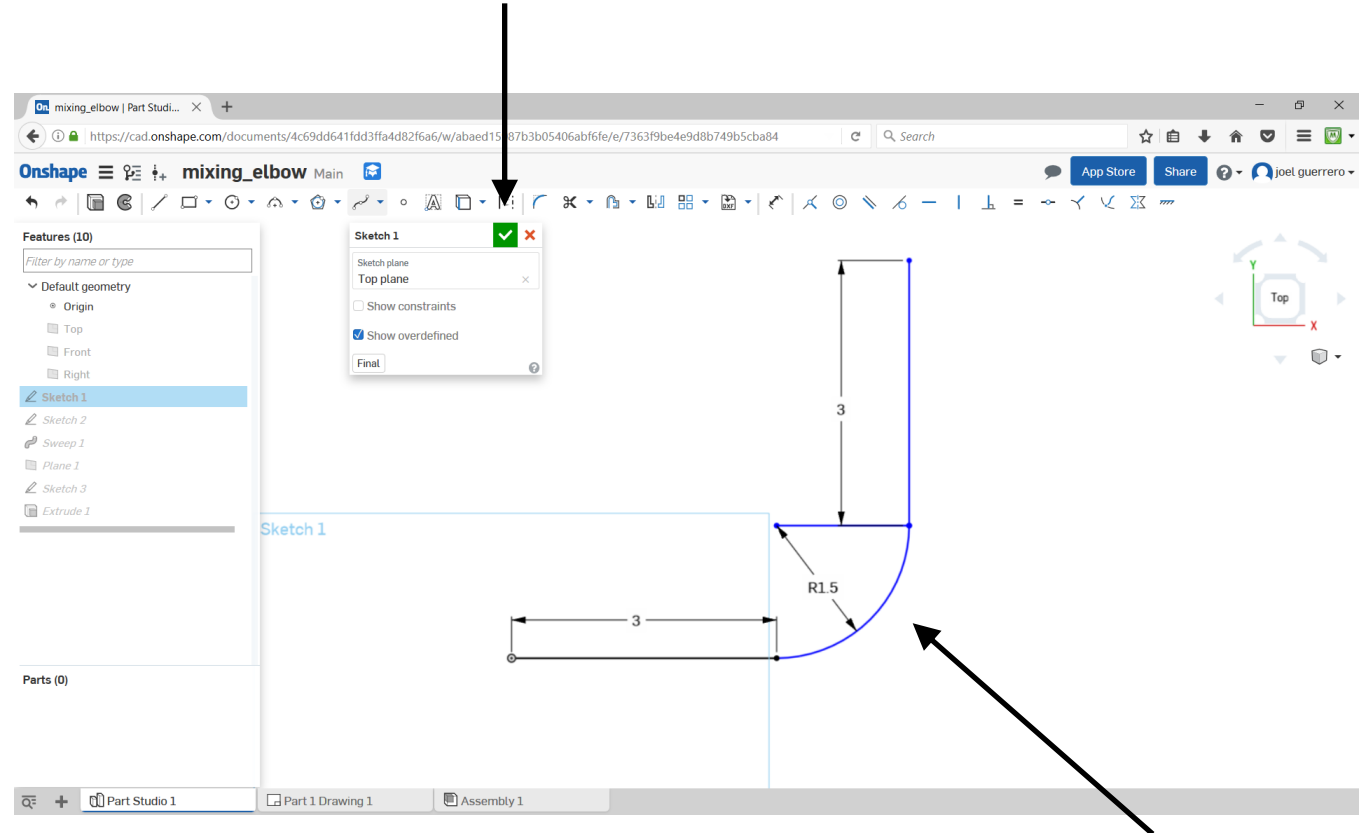 On mixing_elbow | Part Studi...
https://cad.onshape.com/documents/4c69dd641fdd3ffa4d82f6a6/w/abaed15 87b3b05406abf6fe/e/7363f9be4e9d8b749b5cba84 Search
Onshape mixing_elbow Main App Store Share joel guerrero
DXF
Features (10)
Filter by name or type
Default geometry
Origin
Top
Front
Right
Sketch 1
Sketch 2
Sweep 1
Plane 1
Sketch 3
Extrude 1
Parts (0)
Sketch 1
Sketch plane
Top plane
Show constraints
Show overdefined
Final
Y
Top
X
3
Sketch 1
R1.5
3
Part Studio 1 Part 1 Drawing 1 Assembly 1